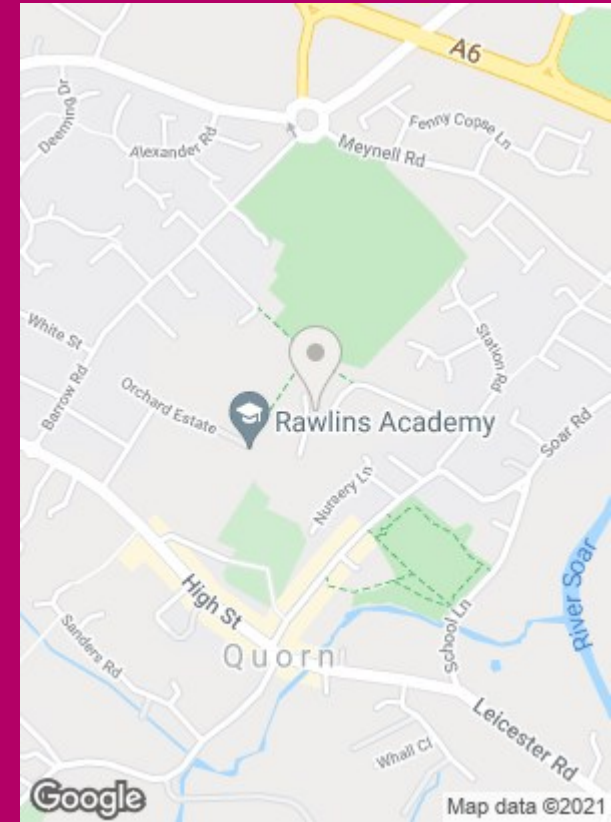 A6
Deeming Dr
Alexander Rd
Fenny Copse Ln
Meynell Rd
White St
Station Rd
Barrow Rd
Orchard Estate
Rawlins Academy
Soar Rd
Nursery Ln
High St
River Soar
Sanders Rd
School Ln
Quorn
Leicester Rd
Whall Cl
Google
Map data ©2021